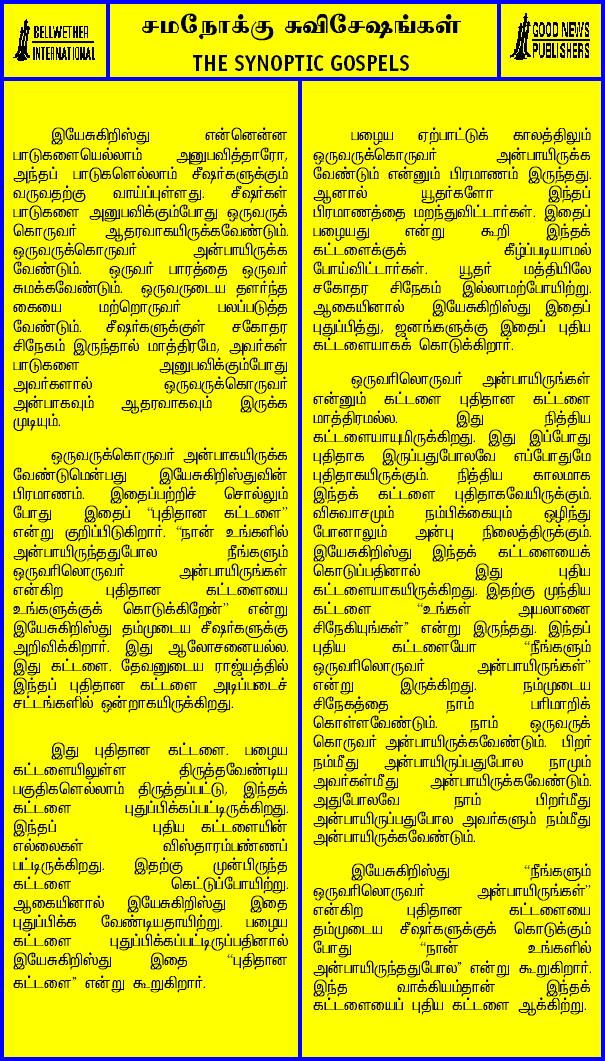 BELLWETHER
INTERNATIONAL
சமநோக்கு சுவிசேஷங்கள்
THE SYNOPTIC GOSPELS
GOOD NEWS
PUBLISHERS
இயேசுகிறிஸ்து என்னென்ன
பாடுகளையெல்லாம் அனுபவித்தாரோ,
அந்தப் பாடுகளெல்லாம் சீஷர்களுக்கும்
வருவதற்கு வாய்ப்புள்ளது. சீஷர்கள்
பாடுகளை அனுபவிக்கும்போது ஒருவருக்
கொருவர் ஆதரவாகயிருக்கவேண்டும்.
ஒருவருக்கொருவர் அன்பாயிருக்க
வேண்டும். ஒருவர் பாரத்தை ஒருவர்
சுமக்கவேண்டும். ஒருவருடைய தளர்ந்த
கையை மற்றொருவர் பலப்படுத்த
வேண்டும். சீஷர்களுக்குள் சகோதர
சிநேகம் இருந்தால் மாத்திரமே, அவர்கள்
பாடுகளை அனுபவிக்கும்போது
அவர்களால் ஒருவருக்கொருவர்
அன்பாகவும் ஆதரவாகவும் இருக்க
முடியும்.
ஒருவருக்கொருவர் அன்பாகயிருக்க
வேண்டுமென்பது இயேசுகிறிஸ்துவின்
பிரமாணம். இதைப்பற்றிச் சொல்லும்
போது இதைப் “புதிதான கட்டளை”
என்று குறிப்பிடுகிறார். “நான் உங்களில்
அன்பாயிருந்ததுபோல நீங்களும்
ஒருவரிலொருவர் அன்பாயிருங்கள்
என்கிற புதிதான கட்டளையை
உங்களுக்குக் கொடுக்கிறேன்” என்று
இயேசுகிறிஸ்து தம்முடைய சீஷர்களுக்கு
அறிவிக்கிறார். இது ஆலோசனையல்ல.
இது கட்டளை. தேவனுடைய ராஜ்யத்தில்
இந்தப் புதிதான கட்டளை அடிப்படைச்
சட்டங்களில் ஒன்றாகயிருக்கிறது.
இது புதிதான கட்டளை. பழைய
கட்டளையிலுள்ள திருத்தவேண்டிய
பகுதிகளெல்லாம் திருத்தப்பட்டு, இந்தக்
கட்டளை புதுப்பிக்கப்பட்டிருக்கிறது.
இந்தப் புதிய கட்டளையின்
எல்லைகள் விஸ்தாரம்பண்ணப்
பட்டிருக்கிறது. இதற்கு முன்பிருந்த
கட்டளை கெட்டுப்போயிற்று.
ஆகையினால் இயேசுகிறிஸ்து இதை
புதுப்பிக்க வேண்டியதாயிற்று. பழைய
கட்டளை புதுப்பிக்கப்பட்டிருப்பதினால்
இயேசுகிறிஸ்து இதை “புதிதான
கட்டளை” என்று கூறுகிறார்.
பழைய ஏற்பாட்டுக் காலத்திலும்
ஒருவருக்கொருவர் அன்பாயிருக்க
வேண்டும் என்னும் பிரமாணம் இருந்தது.
ஆனால் யூதர்களோ இந்தப்
பிரமாணத்தை மறந்துவிட்டார்கள். இதைப்
பழையது என்று கூறி இந்தக்
கட்டளைக்குக் கீழ்ப்படியாமல்
போய்விட்டார்கள். யூதர் மத்தியிலே
சகோதர சிநேகம் இல்லாமற்போயிற்று.
ஆகையினால் இயேசுகிறிஸ்து இதைப்
புதுப்பித்து, ஜனங்களுக்கு இதைப் புதிய
கட்டளையாகக் கொடுக்கிறார்.
ஒருவரிலொருவர் அன்பாயிருங்கள்
என்னும் கட்டளை புதிதான கட்டளை
மாத்திரமல்ல. இது நித்திய
கட்டளையாயுமிருக்கிறது. இது இப்போது
புதிதாக இருப்பதுபோலவே எப்போதுமே
புதிதாகயிருக்கும். நித்திய காலமாக
இந்தக் கட்டளை புதிதாகவேயிருக்கும்.
விசுவாசமும் நம்பிக்கையும் ஒழிந்து
போனாலும் அன்பு நிலைத்திருக்கும்.
இயேசுகிறிஸ்து இந்தக் கட்டளையைக்
கொடுப்பதினால் இது புதிய
கட்டளையாகயிருக்கிறது. இதற்கு முந்திய
கட்டளை “உங்கள் அயலானை
சிநேகியுங்கள்” என்று இருந்தது. இந்தப்
புதிய கட்டளையோ “நீங்களும்
ஒருவரிலொருவர் அன்பாயிருங்கள்”
என்று இருக்கிறது. நம்முடைய
சிநேகத்தை நாம் பரிமாறிக்
கொள்ளவேண்டும். நாம் ஒருவருக்
கொருவர் அன்பாயிருக்கவேண்டும். பிறர்
நம்மீது அன்பாயிருப்பதுபோல நாமும்
அவர்கள்மீது அன்பாயிருக்கவேண்டும்.
அதுபோலவே நாம் பிறர்மீது
அன்பாயிருப்பதுபோல அவர்களும் நம்மீது
அன்பாயிருக்கவேண்டும்.
இயேசுகிறிஸ்து “நீங்களும்
ஒருவரிலொருவர் அன்பாயிருங்கள்”
என்கிற புதிதான கட்டளையை
தம்முடைய சீஷர்களுக்குக் கொடுக்கும்
போது “நான் உங்களில்
அன்பாயிருந்ததுபோல” என்று கூறுகிறார்.
இந்த வாக்கியம்தான் இந்தக்
கட்டளையைப் புதிய கட்டளை ஆக்கிற்று.